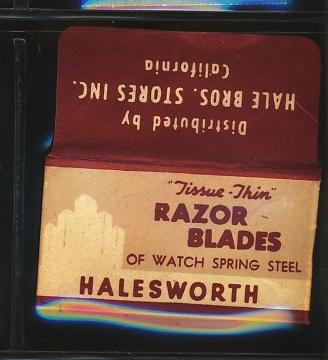 Distributed by
HALE BROS. STORES INC.
California
"Tissue-Thin"
RAZOR
BLADES
OF WATCH SPRING STEEL
HALESWORTH